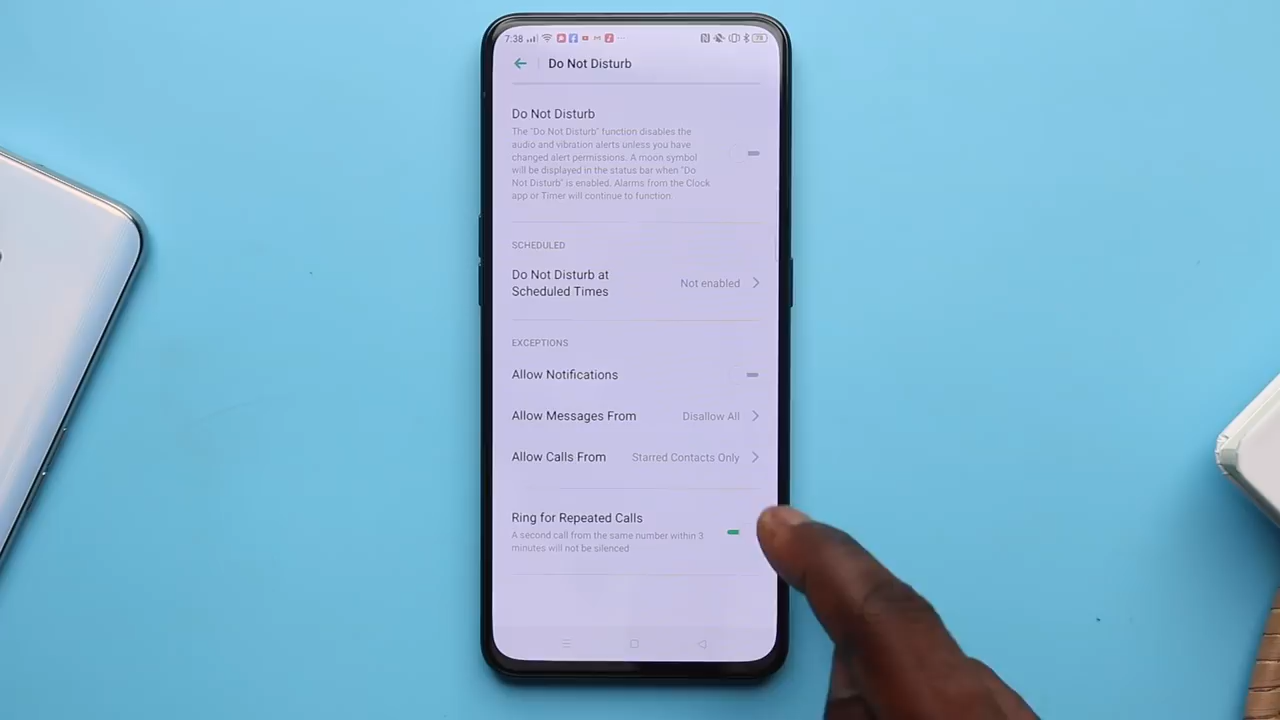 7:38
Do Not Disturb
Do Not Disturb
The "Do Not Disturb" function disables the
audio and vibration alerts unless you have
changed alert permissions. A moon symbol
will be displayed in the status bar when "Do
Not Disturb" is enabled. Alarms from the Clock
app or Timer will continue to function
SCHEDULED
Do Not Disturb at
Scheduled Times
Not enabled
EXCEPTIONS
Allow Notifications
Allow Messages From Disallow All
Allow Calls From Starred Contacts Only
Ring for Repeated Calls
A second call from the same number within 3
minutes will not be silenced